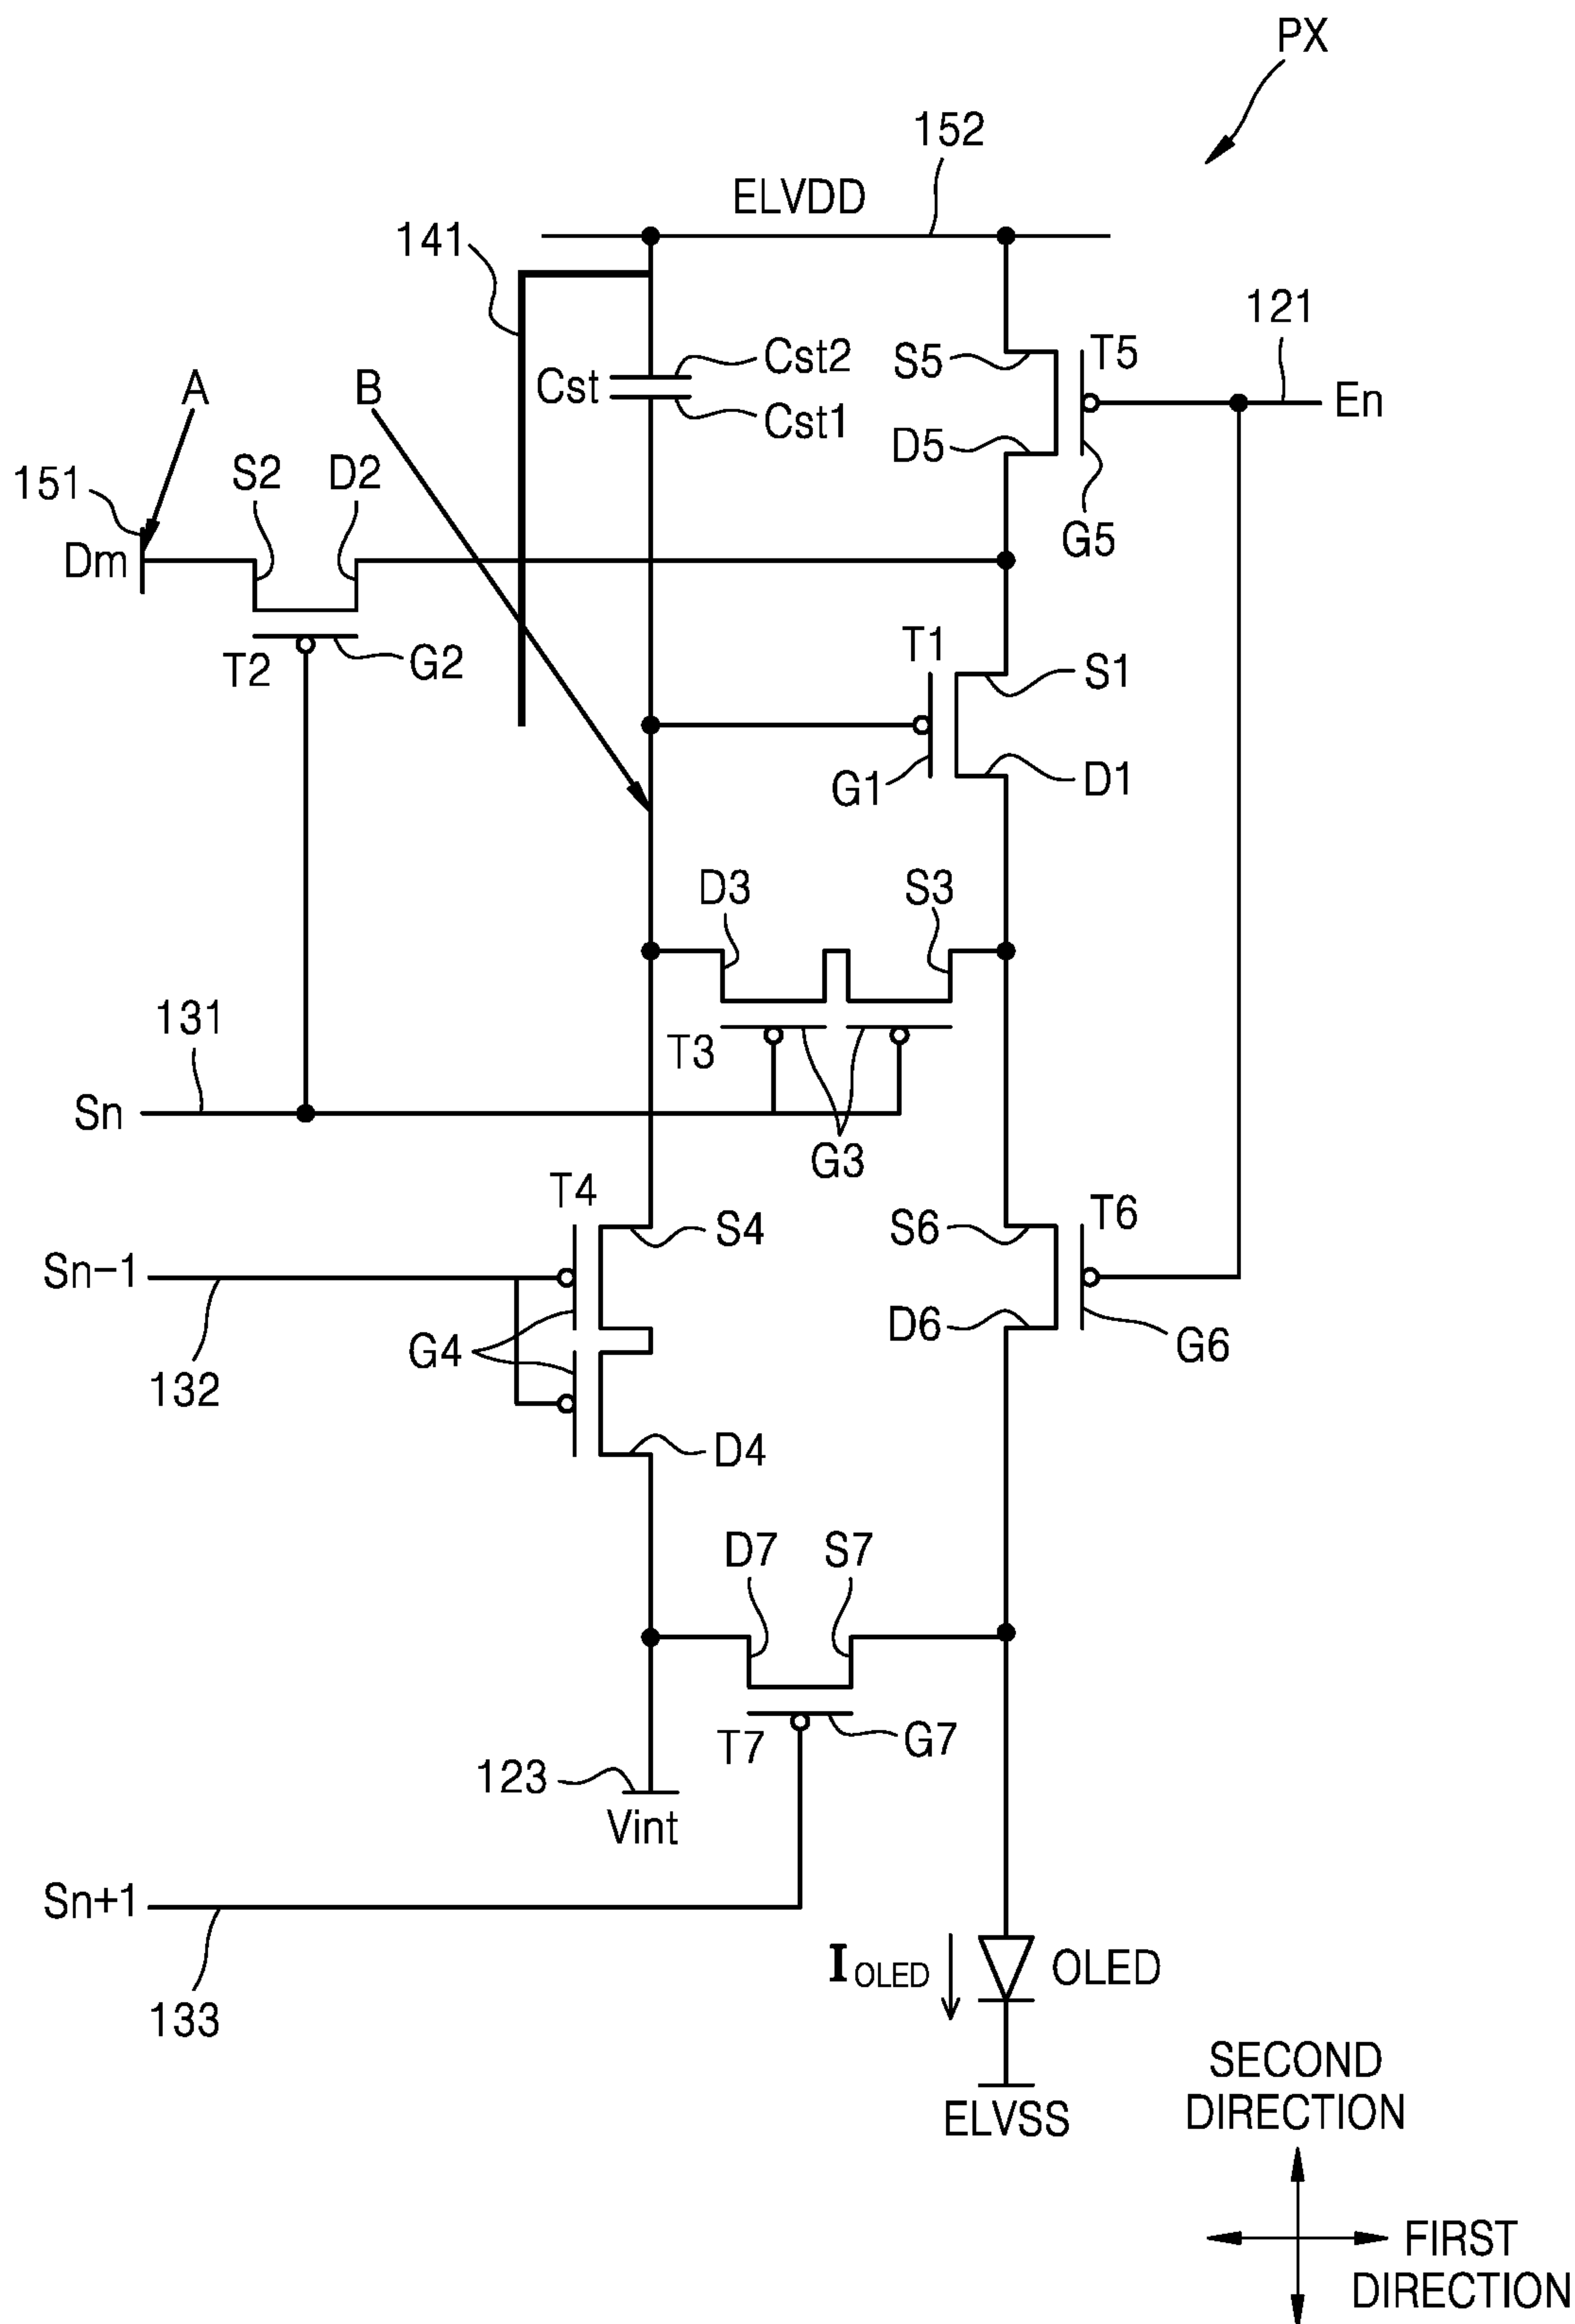 PX
152
ELVDD
141
121
Cst2
S5
T5
A
B
Cst
En
Cst1
D5
151
S2
D2
G5
Dm
T1
T2
G2
S1
G1
D1
D3
S3
131
T3
Sn
G3
T4
S4
S6
T6
Sn-1
D6
G4
G6
132
D4
D7
S7
T7
G7
123
Vint
Sn+1
IOLED
OLED
133
SECOND
DIRECTION
ELVSS
FIRST
DIRECTION